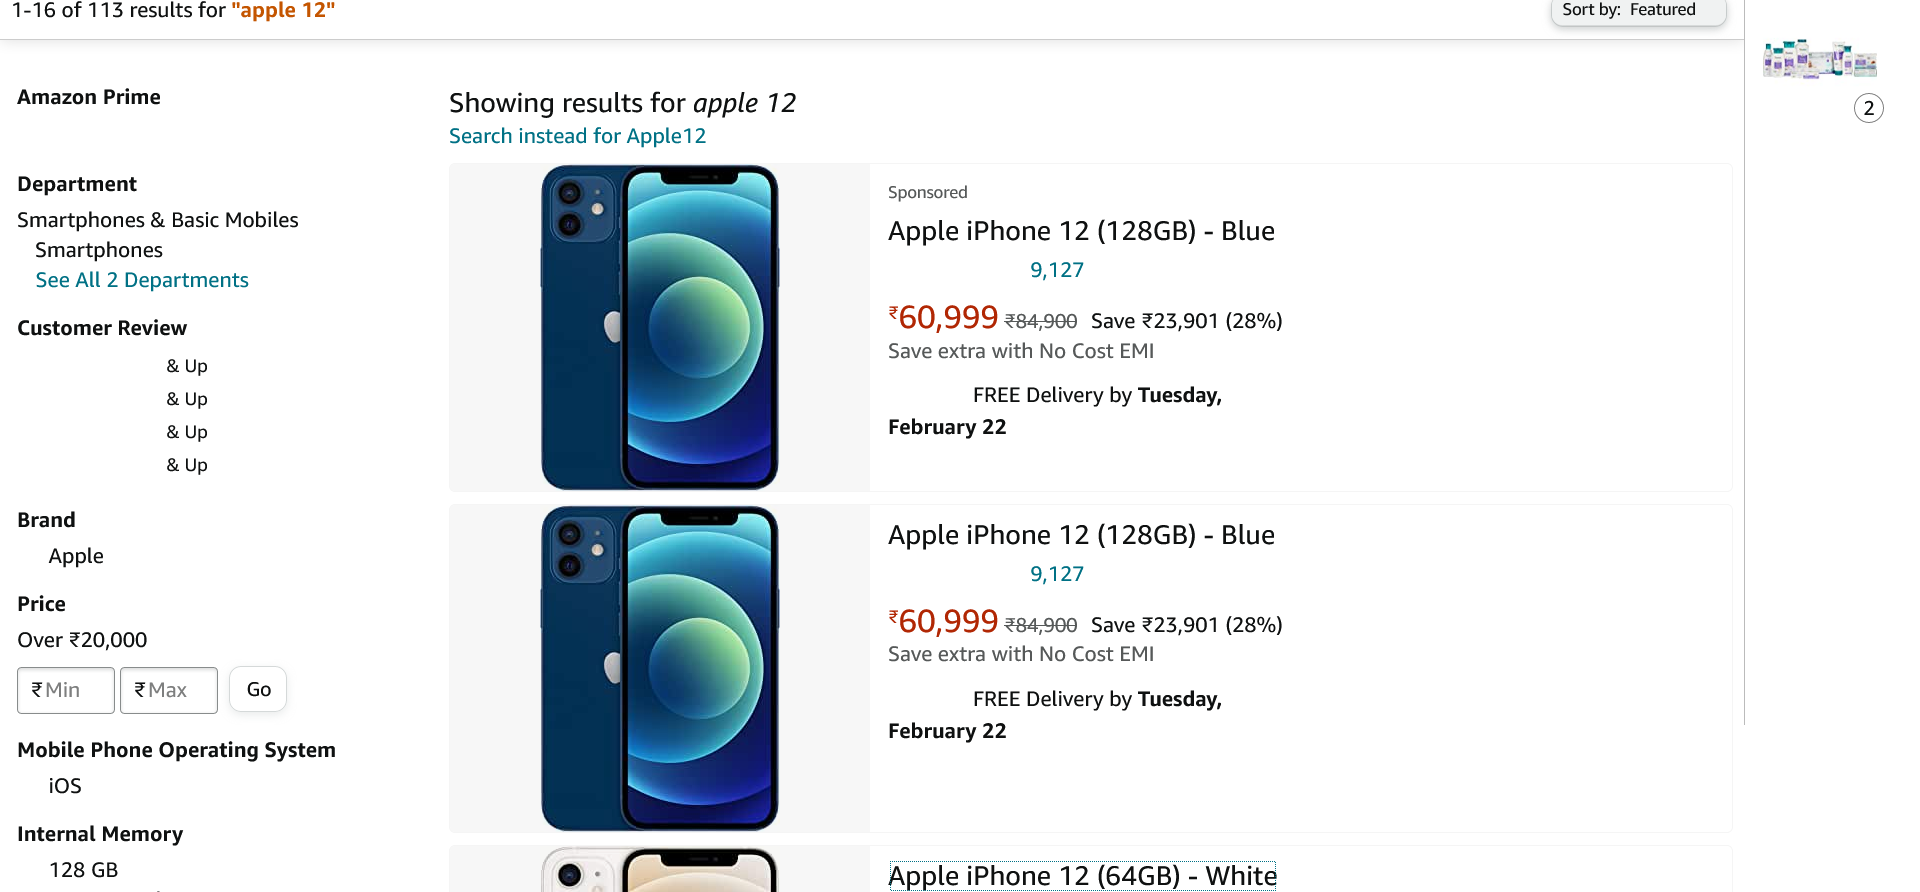 1-16 of 113 results for "apple 12"
Sort by: Featured
2
Amazon Prime
Department
Smartphones & Basic Mobiles
Smartphones
See All 2 Departments
Customer Review
& Up
& Up
& Up
& Up
Brand
Apple
Price
Over ₹20,000
₹ Min ₹ Max Go
Mobile Phone Operating System
iOS
Internal Memory
128 GB
Showing results for apple 12
Search instead for Apple12
Sponsored
Apple iPhone 12 (128GB) - Blue
9,127
₹60,999 ₹84,900 Save ₹23,901 (28%)
Save extra with No Cost EMI
FREE Delivery by Tuesday,
February 22
Apple iPhone 12 (128GB) - Blue
9,127
₹60,999 ₹84,900 Save ₹23,901 (28%)
Save extra with No Cost EMI
FREE Delivery by Tuesday,
February 22
Apple iPhone 12 (64GB) - White